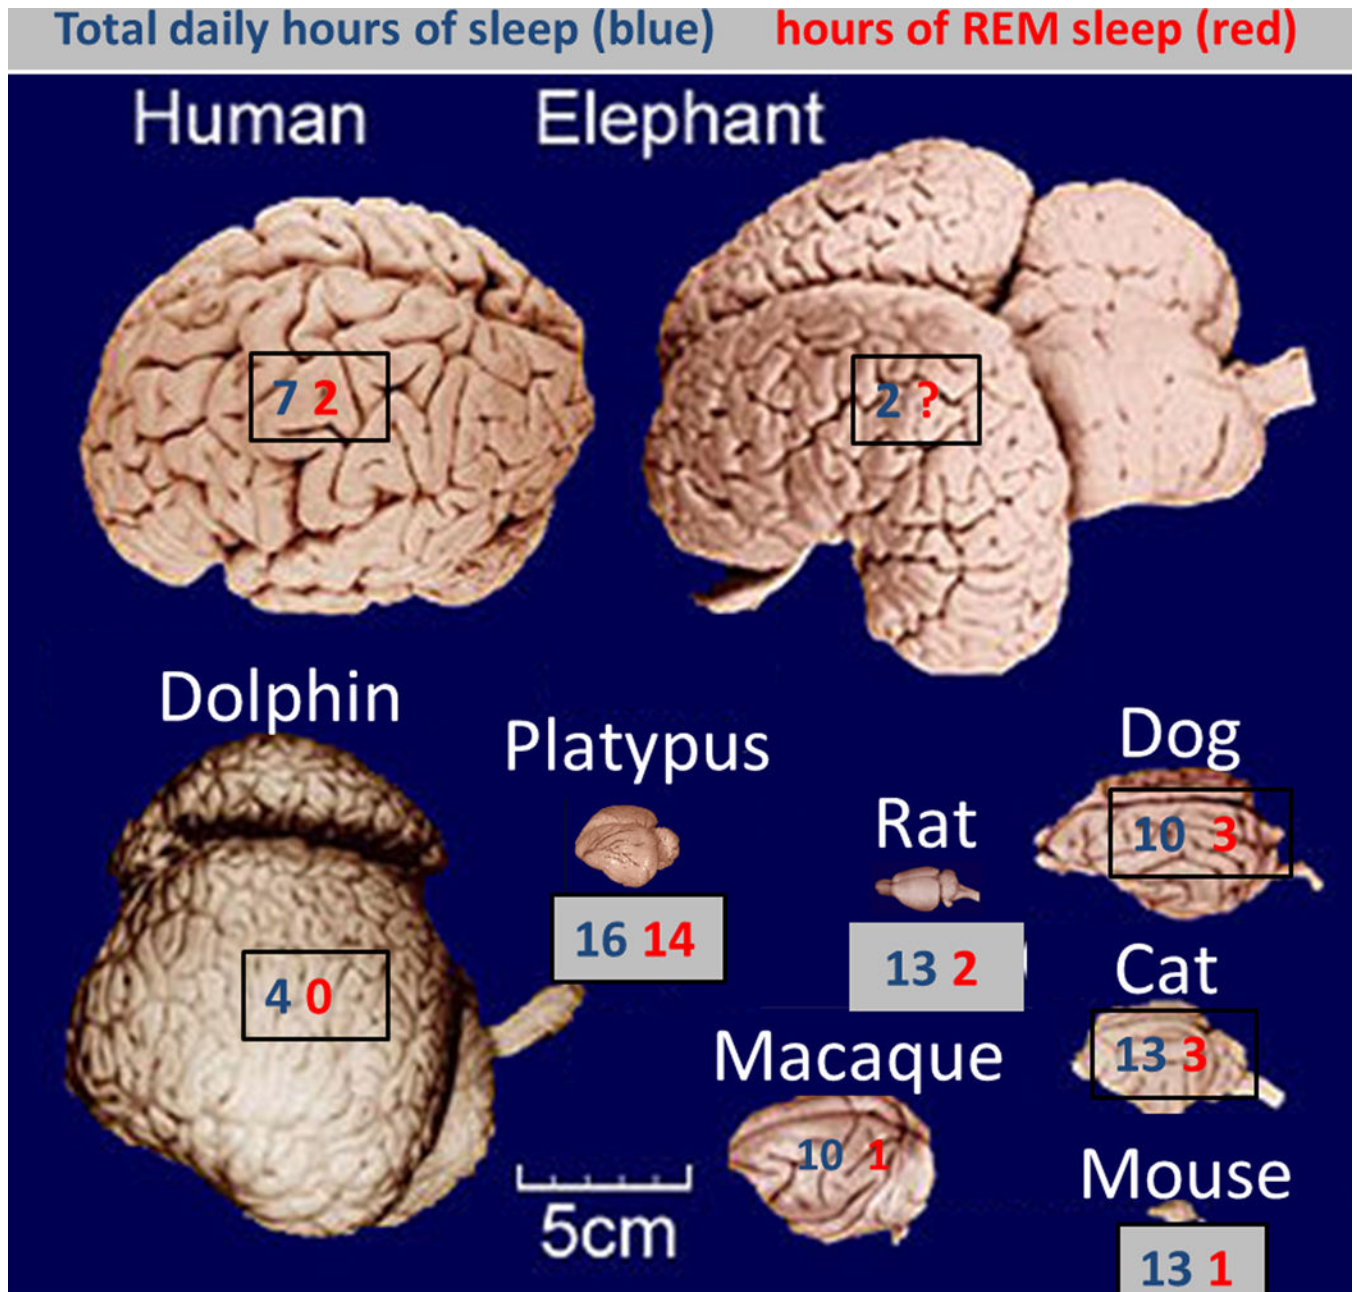 Total daily hours of sleep (blue) hours of REM sleep (red)
Human
Elephant
7 2
2 ?
Dolphin
Platypus
Dog
10 3
Rat
16 14
13 2
Cat
4 0
13 3
Macaque
10 1
Mouse
5cm
13 1